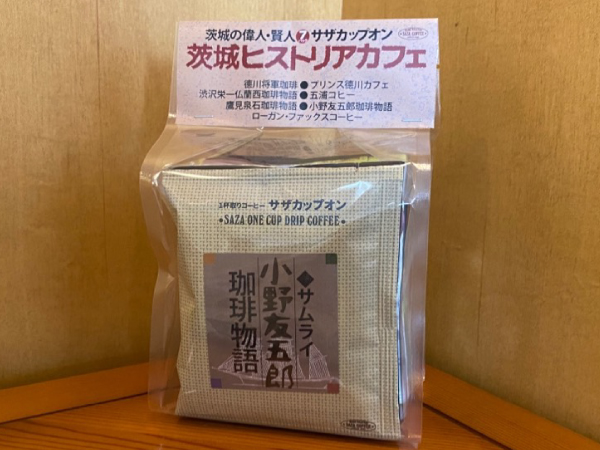 茨城の偉人・賢人7サザカップオン
茨城ヒストリアカフェ
徳川将軍珈琲●プリンス徳川カフェ
渋沢栄一仏蘭西珈琲物語●五浦コヒー
鷹見泉石珈琲物語●小野友五郎珈琲物語
ローガン・ファックスコーヒー
1杯取りコーヒー サザカップオン
•SAZA ONE CUP DRIP COFFEE•
サムライ
小野友五郎
珈琲物語